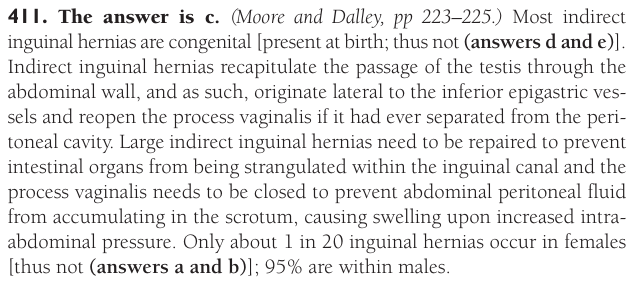 411. The answer is c. (Moore and Dalley, pp 223–225.) Most indirect
inguinal hernias are congenital [present at birth; thus not (answers d and e)].
Indirect inguinal hernias recapitulate the passage of the testis through the
abdominal wall, and as such, originate lateral to the inferior epigastric ves-
sels and reopen the process vaginalis if it had ever separated from the peri-
toneal cavity. Large indirect inguinal hernias need to be repaired to prevent
intestinal organs from being strangulated within the inguinal canal and the
process vaginalis needs to be closed to prevent abdominal peritoneal fluid
from accumulating in the scrotum, causing swelling upon increased intra-
abdominal pressure. Only about 1 in 20 inguinal hernias occur in females
[thus not (answers a and b)]; 95% are within males.